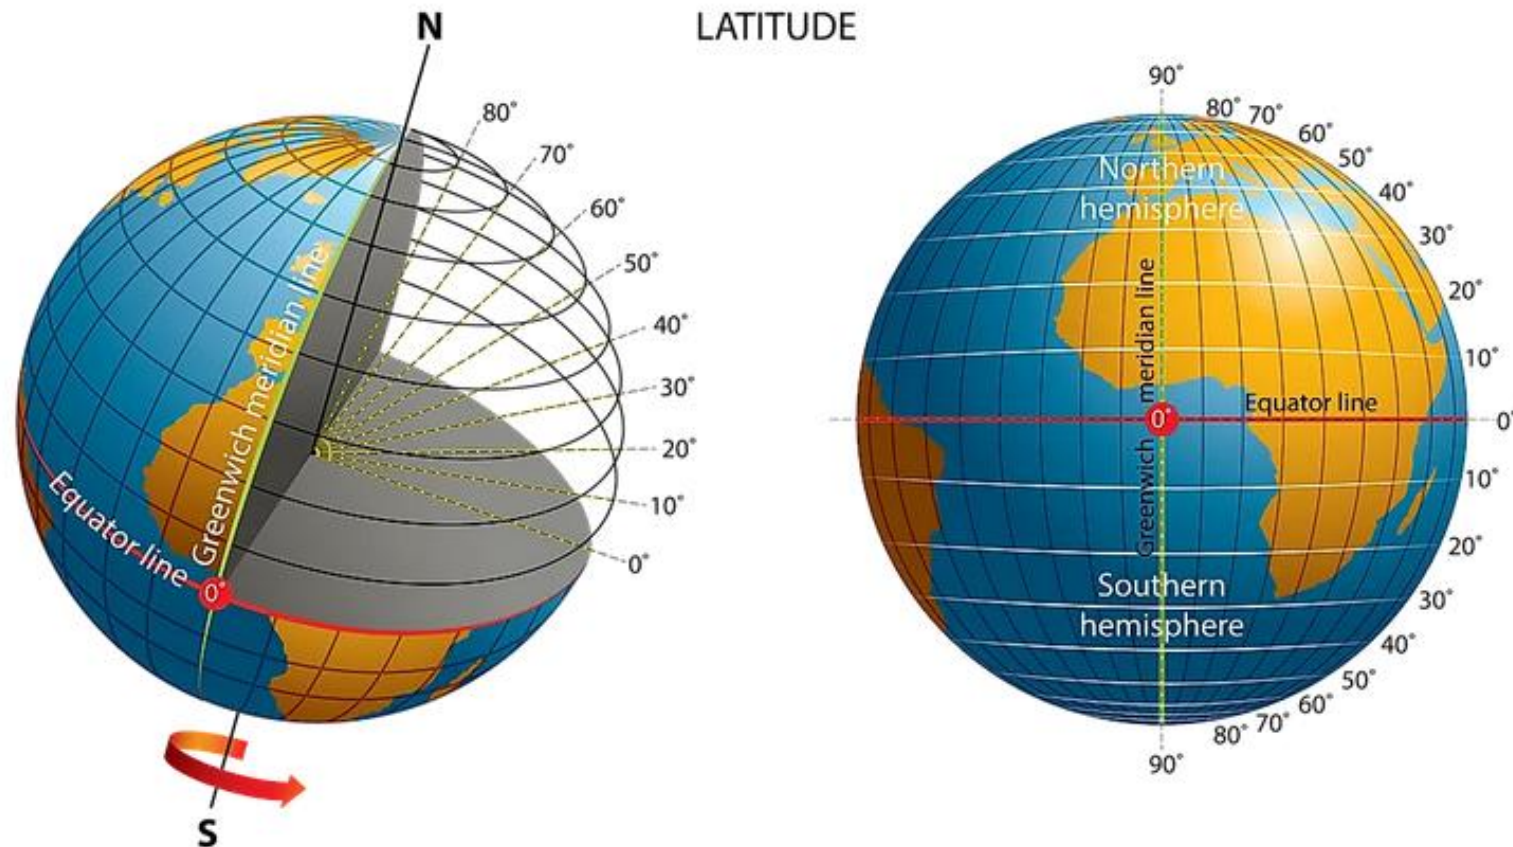 LATITUDE
N
80°
70°
60°
50°
40°
30°
20°
10°
0°
Greenwich meridian line
Equator line
0°
S
90°
80° 70°
60°
50°
40°
30°
20°
10°
0°
10°
20°
30°
40°
50°
60°
80° 70°
90°
Northern
hemisphere
Greenwich meridian line
Equator line
0°
Southern
hemisphere